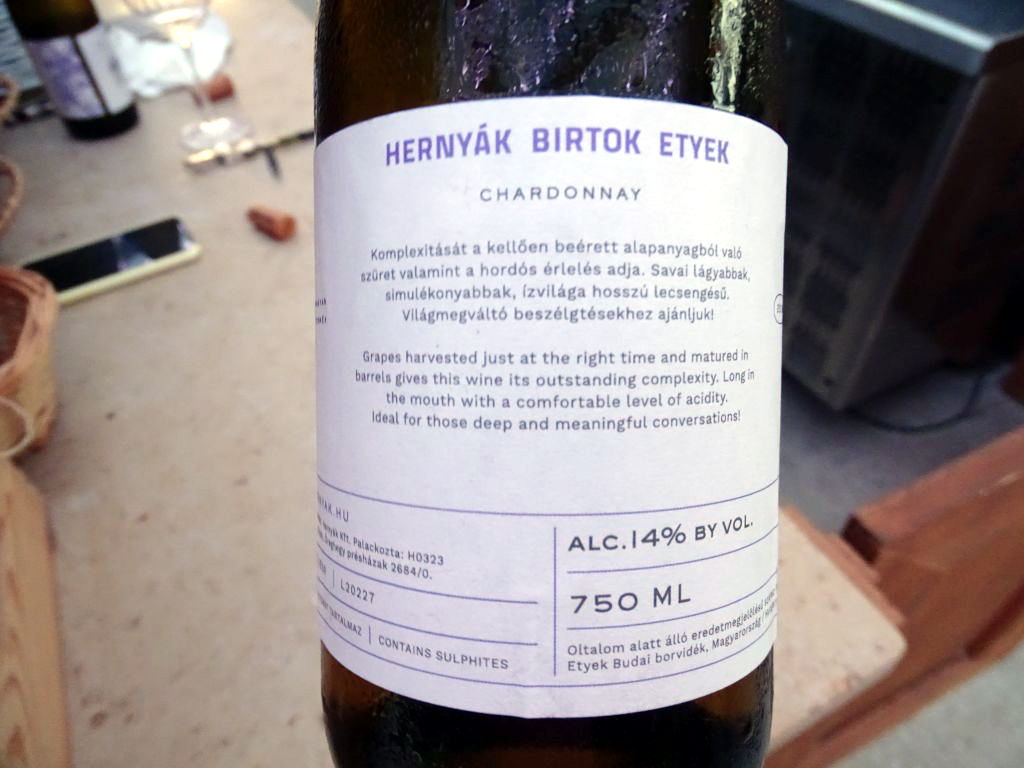 HERNYÁK BIRTOK ETYEK
CHARDONNAY
Komplexitását a kellően beérett alapanyagból való
szüret valamint a hordós érlelés adja. Savai lágyabbak,
simulékonyabbak, ízvilága hosszú lecsengésű.
Világmegváltó beszélgtésekhez ajánljuk!
Grapes harvested just at the right time and matured in
barrels gives this wine its outstanding complexity. Long in
the mouth with a comfortable level of acidity.
Ideal for those deep and meaningful conversations!
Kft. Palackozta: H0323
présházak 2684/0.
L20227
TARTALMAZ | CONTAINS SULPHITES
ALC. 14% BY VOL.
750 ML
Oltalom alatt álló eredetmegjelölésű
Etyek Budai borvidék, Magyarország